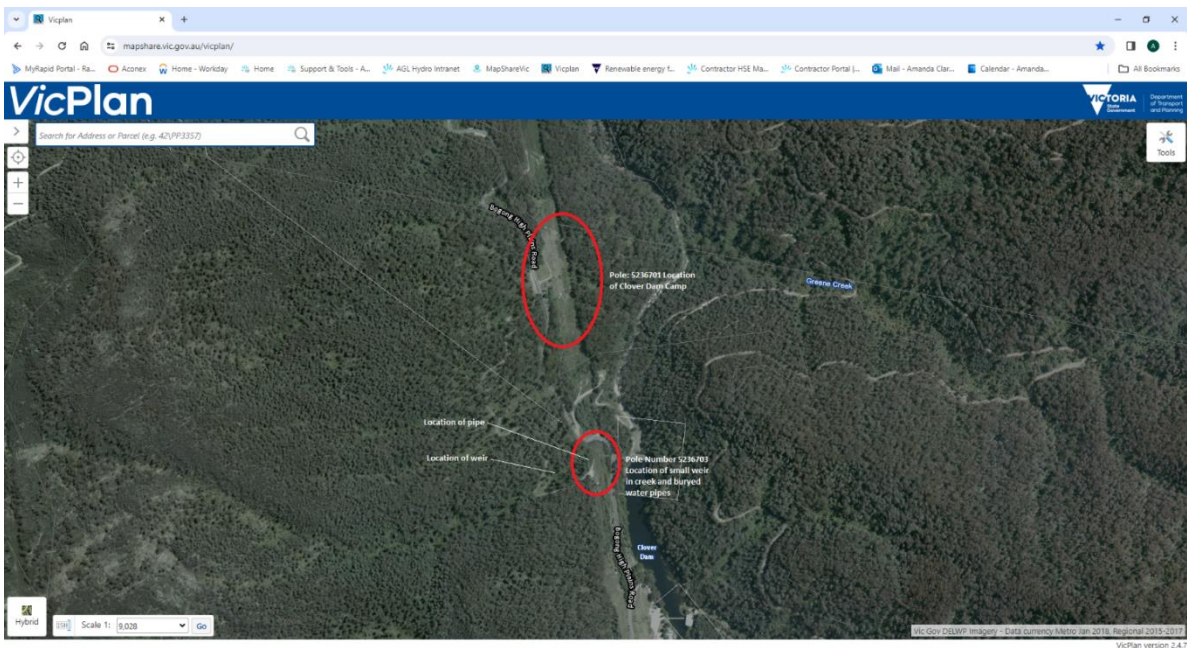 Vicplan
mapshare.vic.gov.au/vicplan/
MyRapid Portal - Ra...
Aconex
Home - Workday
Home
Support & Tools - A...
AGL Hydro Intranet
MapShareVic
Vicplan
Renewable energy f...
Contractor HSE Ma...
Contractor Portal |...
Mail - Amanda Clar...
Calendar - Amanda...
All Bookmarks
VicPlan
VICTORIA
State
Government
Department
of Transport
and Planning
Search for Address or Parcel (e.g. 42\PP3357)
Tools
Bogong High Plains Road
Pole: S236701 Location
of Clover Dam Camp
Greene Creek
Location of pipe
Location of weir
Pole Number S236703
Location of small weir
in creek and buryed
water pipes
Clover
Dam
Bogong High Plains Road
Hybrid
esri
Scale 1: 9,028
Go
Vic Gov DELWP Imagery - Data currency Metro Jan 2018, Regional 2015-2017
VicPlan version 2.4.7